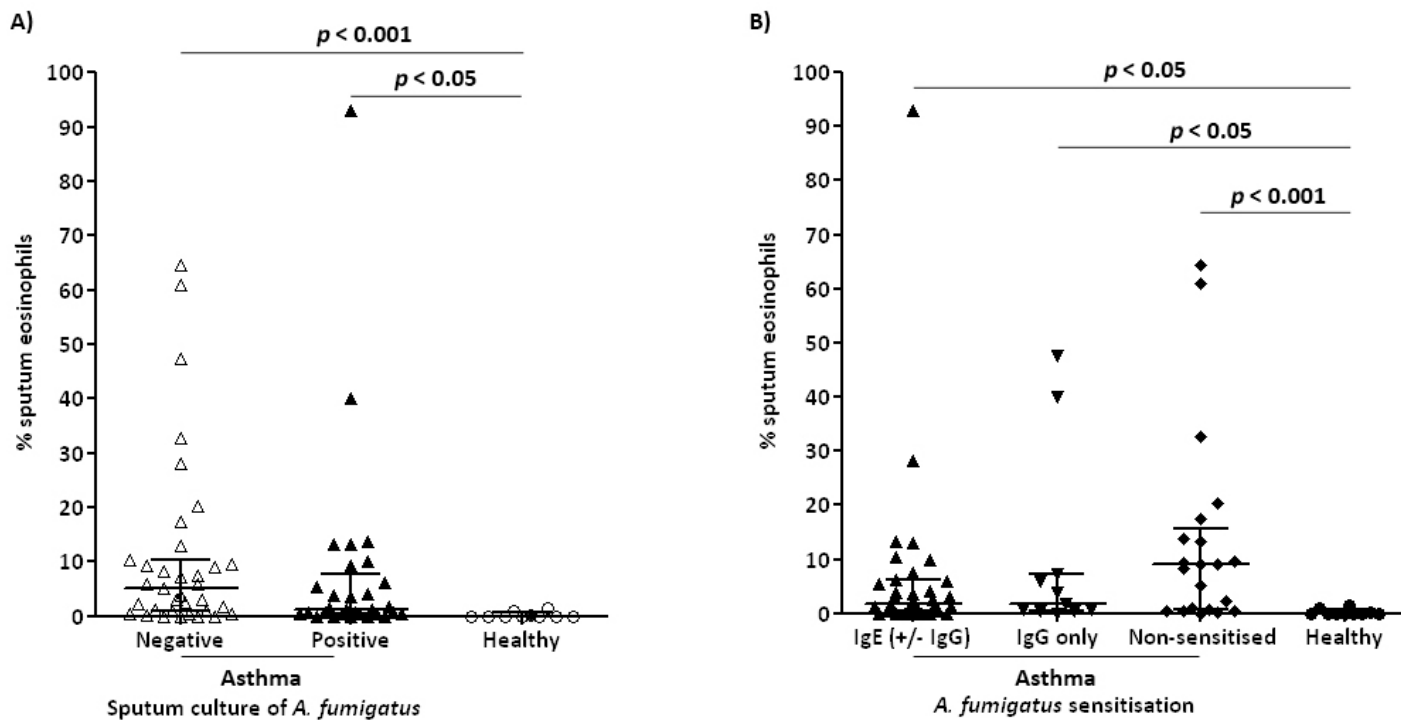 A)
p < 0.001
p < 0.05
100
90
80
70
60
50
40
30
20
10
0
% sputum eosinophils
Negative Positive Healthy
Asthma
Sputum culture of A. fumigatus
B)
p < 0.05
p < 0.05
p < 0.001
100
90
80
70
60
50
40
30
20
10
0
% sputum eosinophils
IgE (+/- IgG) IgG only Non-sensitised Healthy
Asthma
A. fumigatus sensitisation